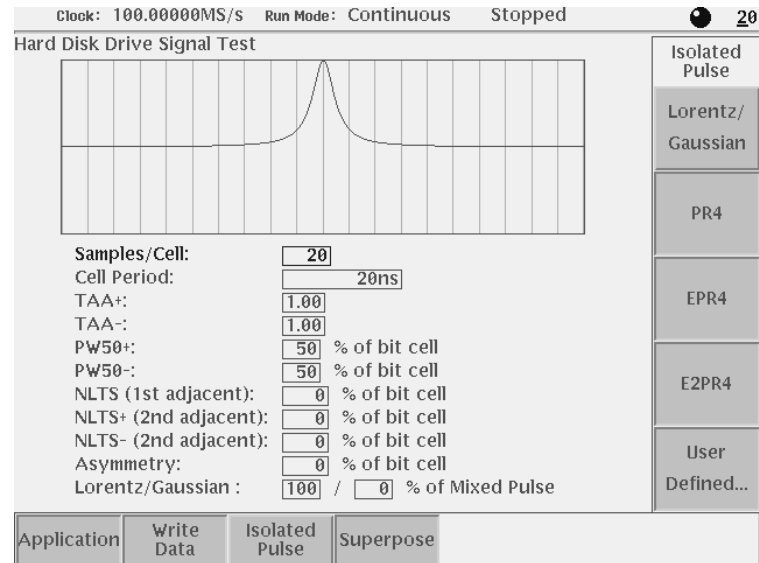 Clock: 100.00000MS/s Run Mode: Continuous Stopped 20
Hard Disk Drive Signal Test
Samples/Cell: 20
Cell Period: 20ns
TAA+: 1.00
TAA-: 1.00
PW50+: 50 % of bit cell
PW50-: 50 % of bit cell
NLTS (1st adjacent): 0 % of bit cell
NLTS+ (2nd adjacent): 0 % of bit cell
NLTS- (2nd adjacent): 0 % of bit cell
Asymmetry: 0 % of bit cell
Lorentz/Gaussian : 100 / 0 % of Mixed Pulse
Isolated
Pulse
Lorentz/
Gaussian
PR4
EPR4
E2PR4
User
Defined...
Application
Write
Data
Isolated
Pulse
Superpose